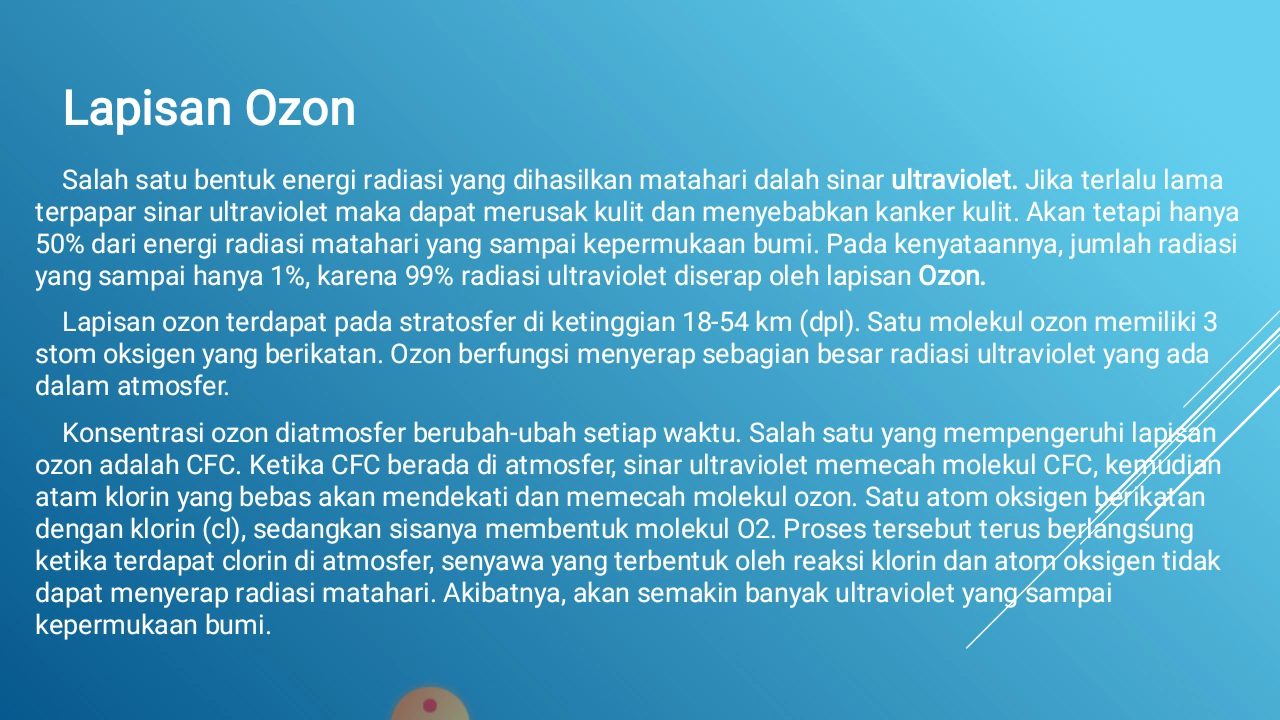 Lapisan Ozon
Salah satu bentuk energi radiasi yang dihasilkan matahari dalah sinar ultraviolet. Jika terlalu lama
terpapar sinar ultraviolet maka dapat merusak kulit dan menyebabkan kanker kulit. Akan tetapi hanya
50% dari energi radiasi matahari yang sampai kepermukaan bumi. Pada kenyataannya, jumlah radiasi
yang sampai hanya 1%, karena 99% radiasi ultraviolet diserap oleh lapisan Ozon.
Lapisan ozon terdapat pada stratosfer di ketinggian 18-54 km (dpl). Satu molekul ozon memiliki 3
stom oksigen yang berikatan. Ozon berfungsi menyerap sebagian besar radiasi ultraviolet yang ada
dalam atmosfer.
Konsentrasi ozon diatmosfer berubah-ubah setiap waktu. Salah satu yang mempengeruhi lapisan
ozon adalah CFC. Ketika CFC berada di atmosfer, sinar ultraviolet memecah molekul CFC, kemudian
atam klorin yang bebas akan mendekati dan memecah molekul ozon. Satu atom oksigen berikatan
dengan klorin (cl), sedangkan sisanya membentuk molekul O2. Proses tersebut terus berlangsung
ketika terdapat clorin di atmosfer, senyawa yang terbentuk oleh reaksi klorin dan atom oksigen tidak
dapat menyerap radiasi matahari. Akibatnya, akan semakin banyak ultraviolet yang sampai
kepermukaan bumi.